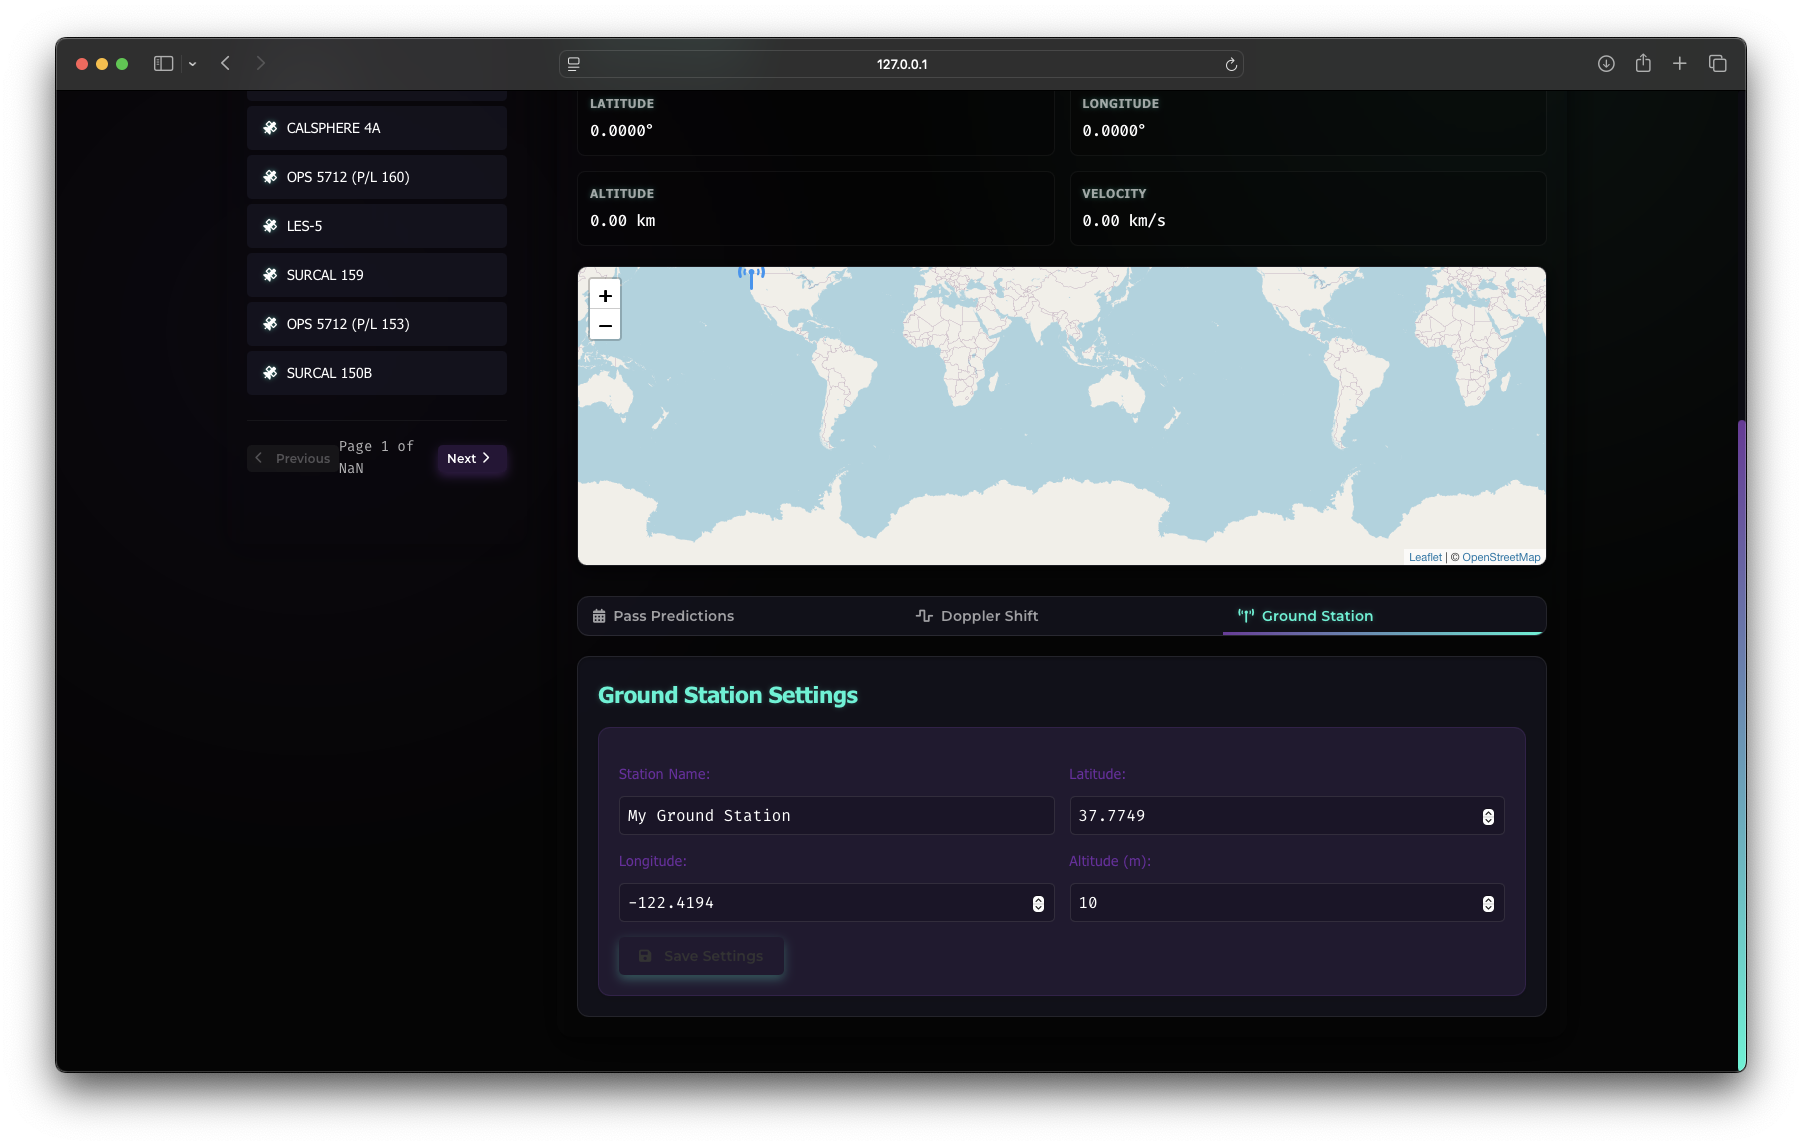 127.0.0.1
CALSPHERE 4A
OPS 5712 (P/L 160)
LES-5
SURCAL 159
OPS 5712 (P/L 153)
SURCAL 150B
Previous
Page 1 of
NaN
Next
LATITUDE
0.0000°
LONGITUDE
0.0000°
ALTITUDE
0.00 km
VELOCITY
0.00 km/s
+
−
Leaflet | © OpenStreetMap
Pass Predictions
Doppler Shift
Ground Station
Ground Station Settings
Station Name:
My Ground Station
Latitude:
37.7749
Longitude:
-122.4194
Altitude (m):
10
Save Settings